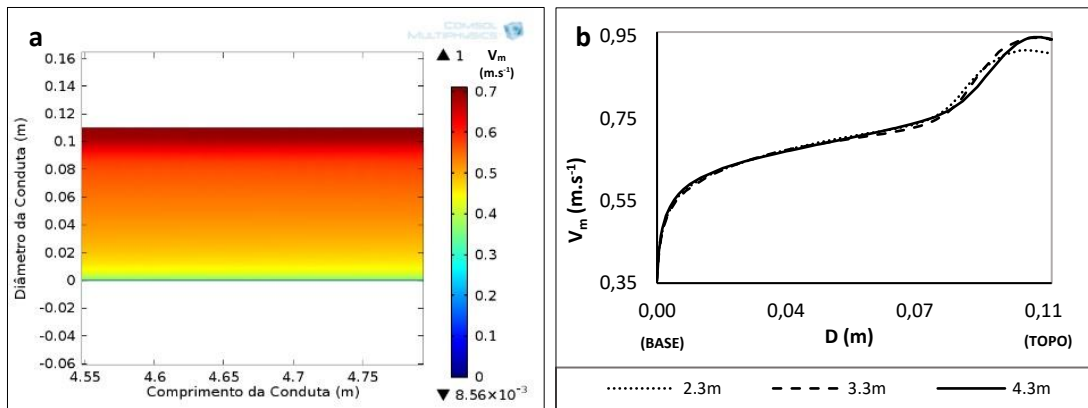 a
COMSOL
MULTIPHYSICS
▲ 1
Vm
(m.s⁻¹)
0.16
0.14
0.12
0.1
0.08
0.06
0.04
0.02
0
-0.02
-0.04
-0.06
Diâmetro da Conduta (m)
4.55
4.6
4.65
4.7
4.75
Comprimento da Conduta (m)
0.7
0.6
0.5
0.4
0.3
0.2
0.1
0
▼ 8.56×10⁻³
b
0,95
0,75
0,55
0,35
Vm (m.s⁻¹)
0,00
0,04
0,07
0,11
(BASE)
D (m)
(TOPO)
2.3m
3.3m
4.3m